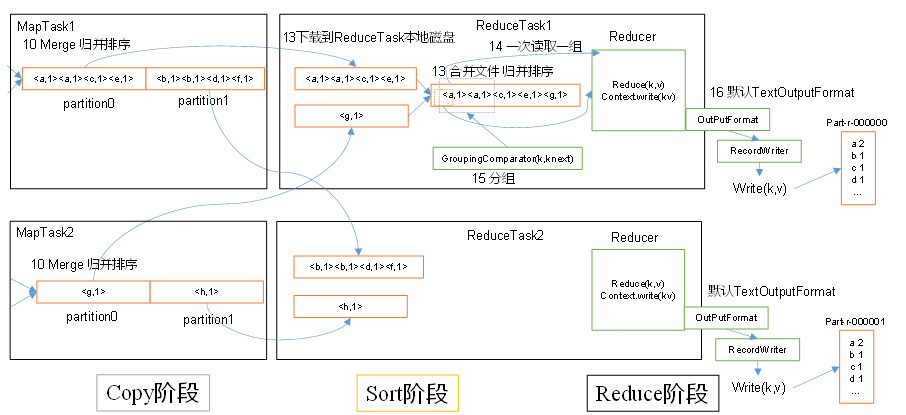 MapTask1
10 Merge 归并排序
<a,1><a,1><c,1><e,1>
<b,1><b,1><d,1><f,1>
partition0
partition1
ReduceTask1
13下载到ReduceTask本地磁盘
14 一次读取一组
Reducer
<a,1><a,1><c,1><e,1>
13 合并文件 归并排序
<a,1><a,1><c,1><e,1><g,1>
<g,1>
Reduce(k,v)
Context.write(kv)
GroupingComparator(k,knext)
15 分组
16 默认TextOutputFormat
OutPutFormat
RecordWriter
Write(k,v)
Part-r-000000
a 2
b 1
c 1
d 1
...
MapTask2
10 Merge 归并排序
<g,1>
<h,1>
partition0
partition1
ReduceTask2
Reducer
<b,1><b,1><d,1><f,1>
<h,1>
Reduce(k,v)
Context.write(kv)
默认TextOutputFormat
OutPutFormat
RecordWriter
Write(k,v)
Part-r-000001
a 2
b 1
c 1
d 1
...
Copy阶段
Sort阶段
Reduce阶段